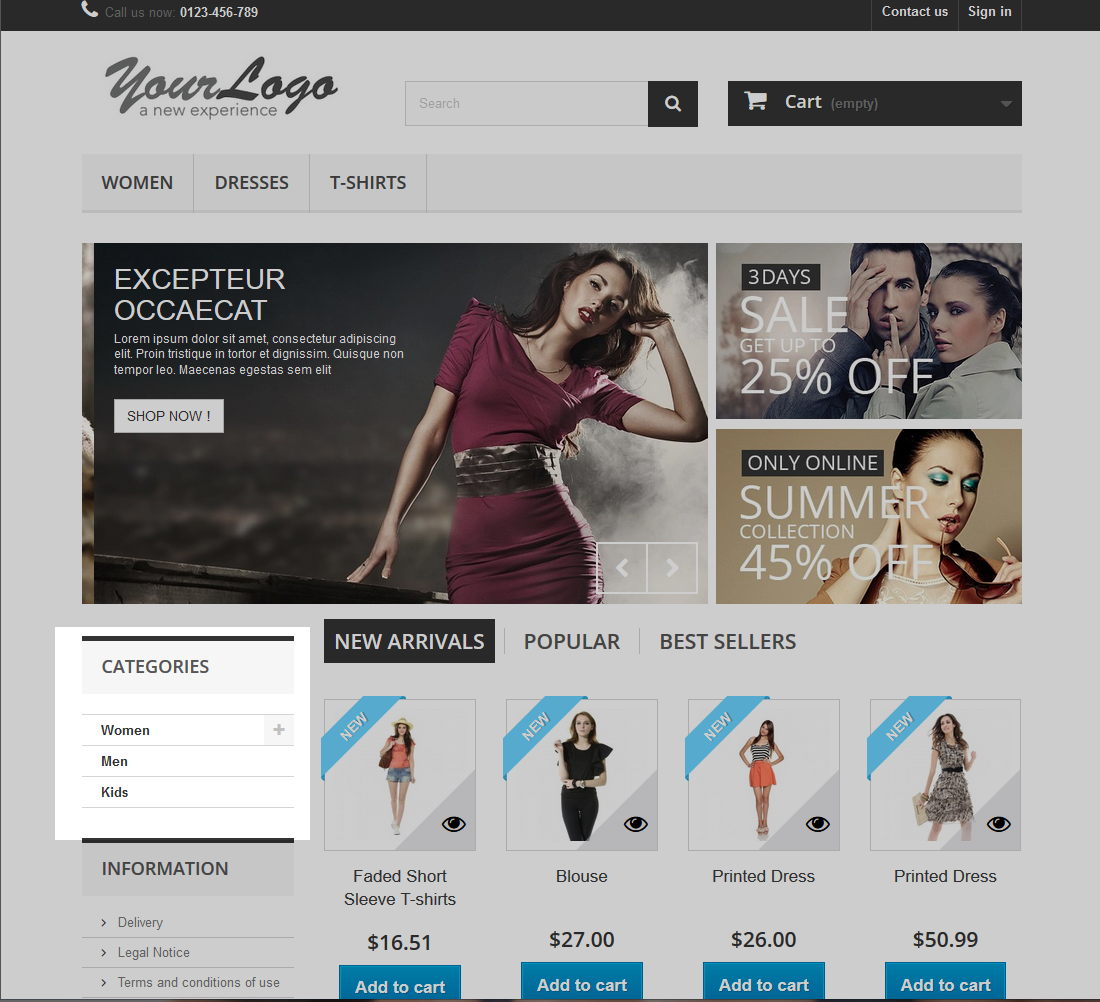 Call us now: 0123-456-789
Contact us
Sign in
YourLogo
a new experience
Search
Cart (empty)
WOMEN
DRESSES
T-SHIRTS
EXCEPTEUR
OCCAECAT
Lorem ipsum dolor sit amet, consectetur adipiscing
elit. Proin tristique in tortor et dignissim. Quisque non
tempor leo. Maecenas egestas sem elit
SHOP NOW !
3 DAYS
SALE
GET UP TO
25% OFF
ONLY ONLINE
SUMMER
COLLECTION
45% OFF
CATEGORIES
Women
Men
Kids
INFORMATION
Delivery
Legal Notice
Terms and conditions of use
NEW ARRIVALS
POPULAR
BEST SELLERS
NEW
NEW
NEW
NEW
Faded Short
Sleeve T-shirts
$16.51
Add to cart
Blouse
$27.00
Add to cart
Printed Dress
$26.00
Add to cart
Printed Dress
$50.99
Add to cart